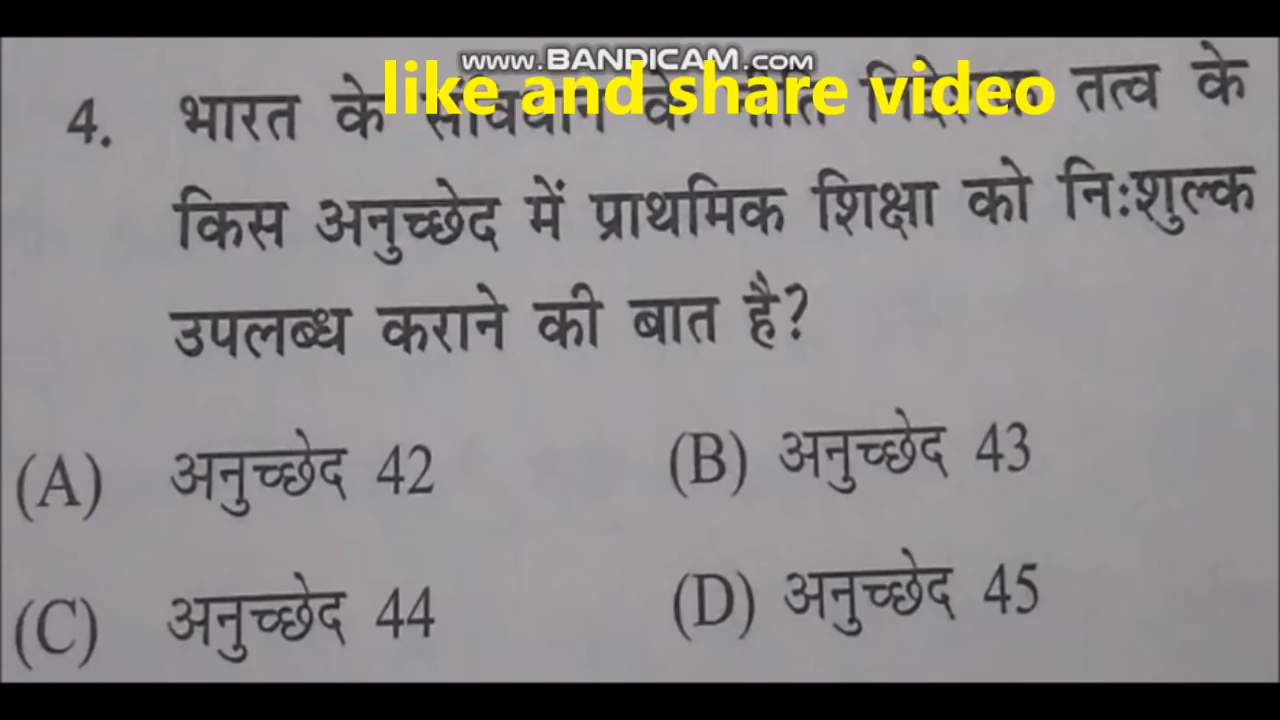 www.BANDICAM.com
like and share video
4. भारत के संविधान के नीति निदेशक तत्व के
किस अनुच्छेद में प्राथमिक शिक्षा को निःशुल्क
उपलब्ध कराने की बात है?
(A) अनुच्छेद 42 (B) अनुच्छेद 43
(C) अनुच्छेद 44 (D) अनुच्छेद 45